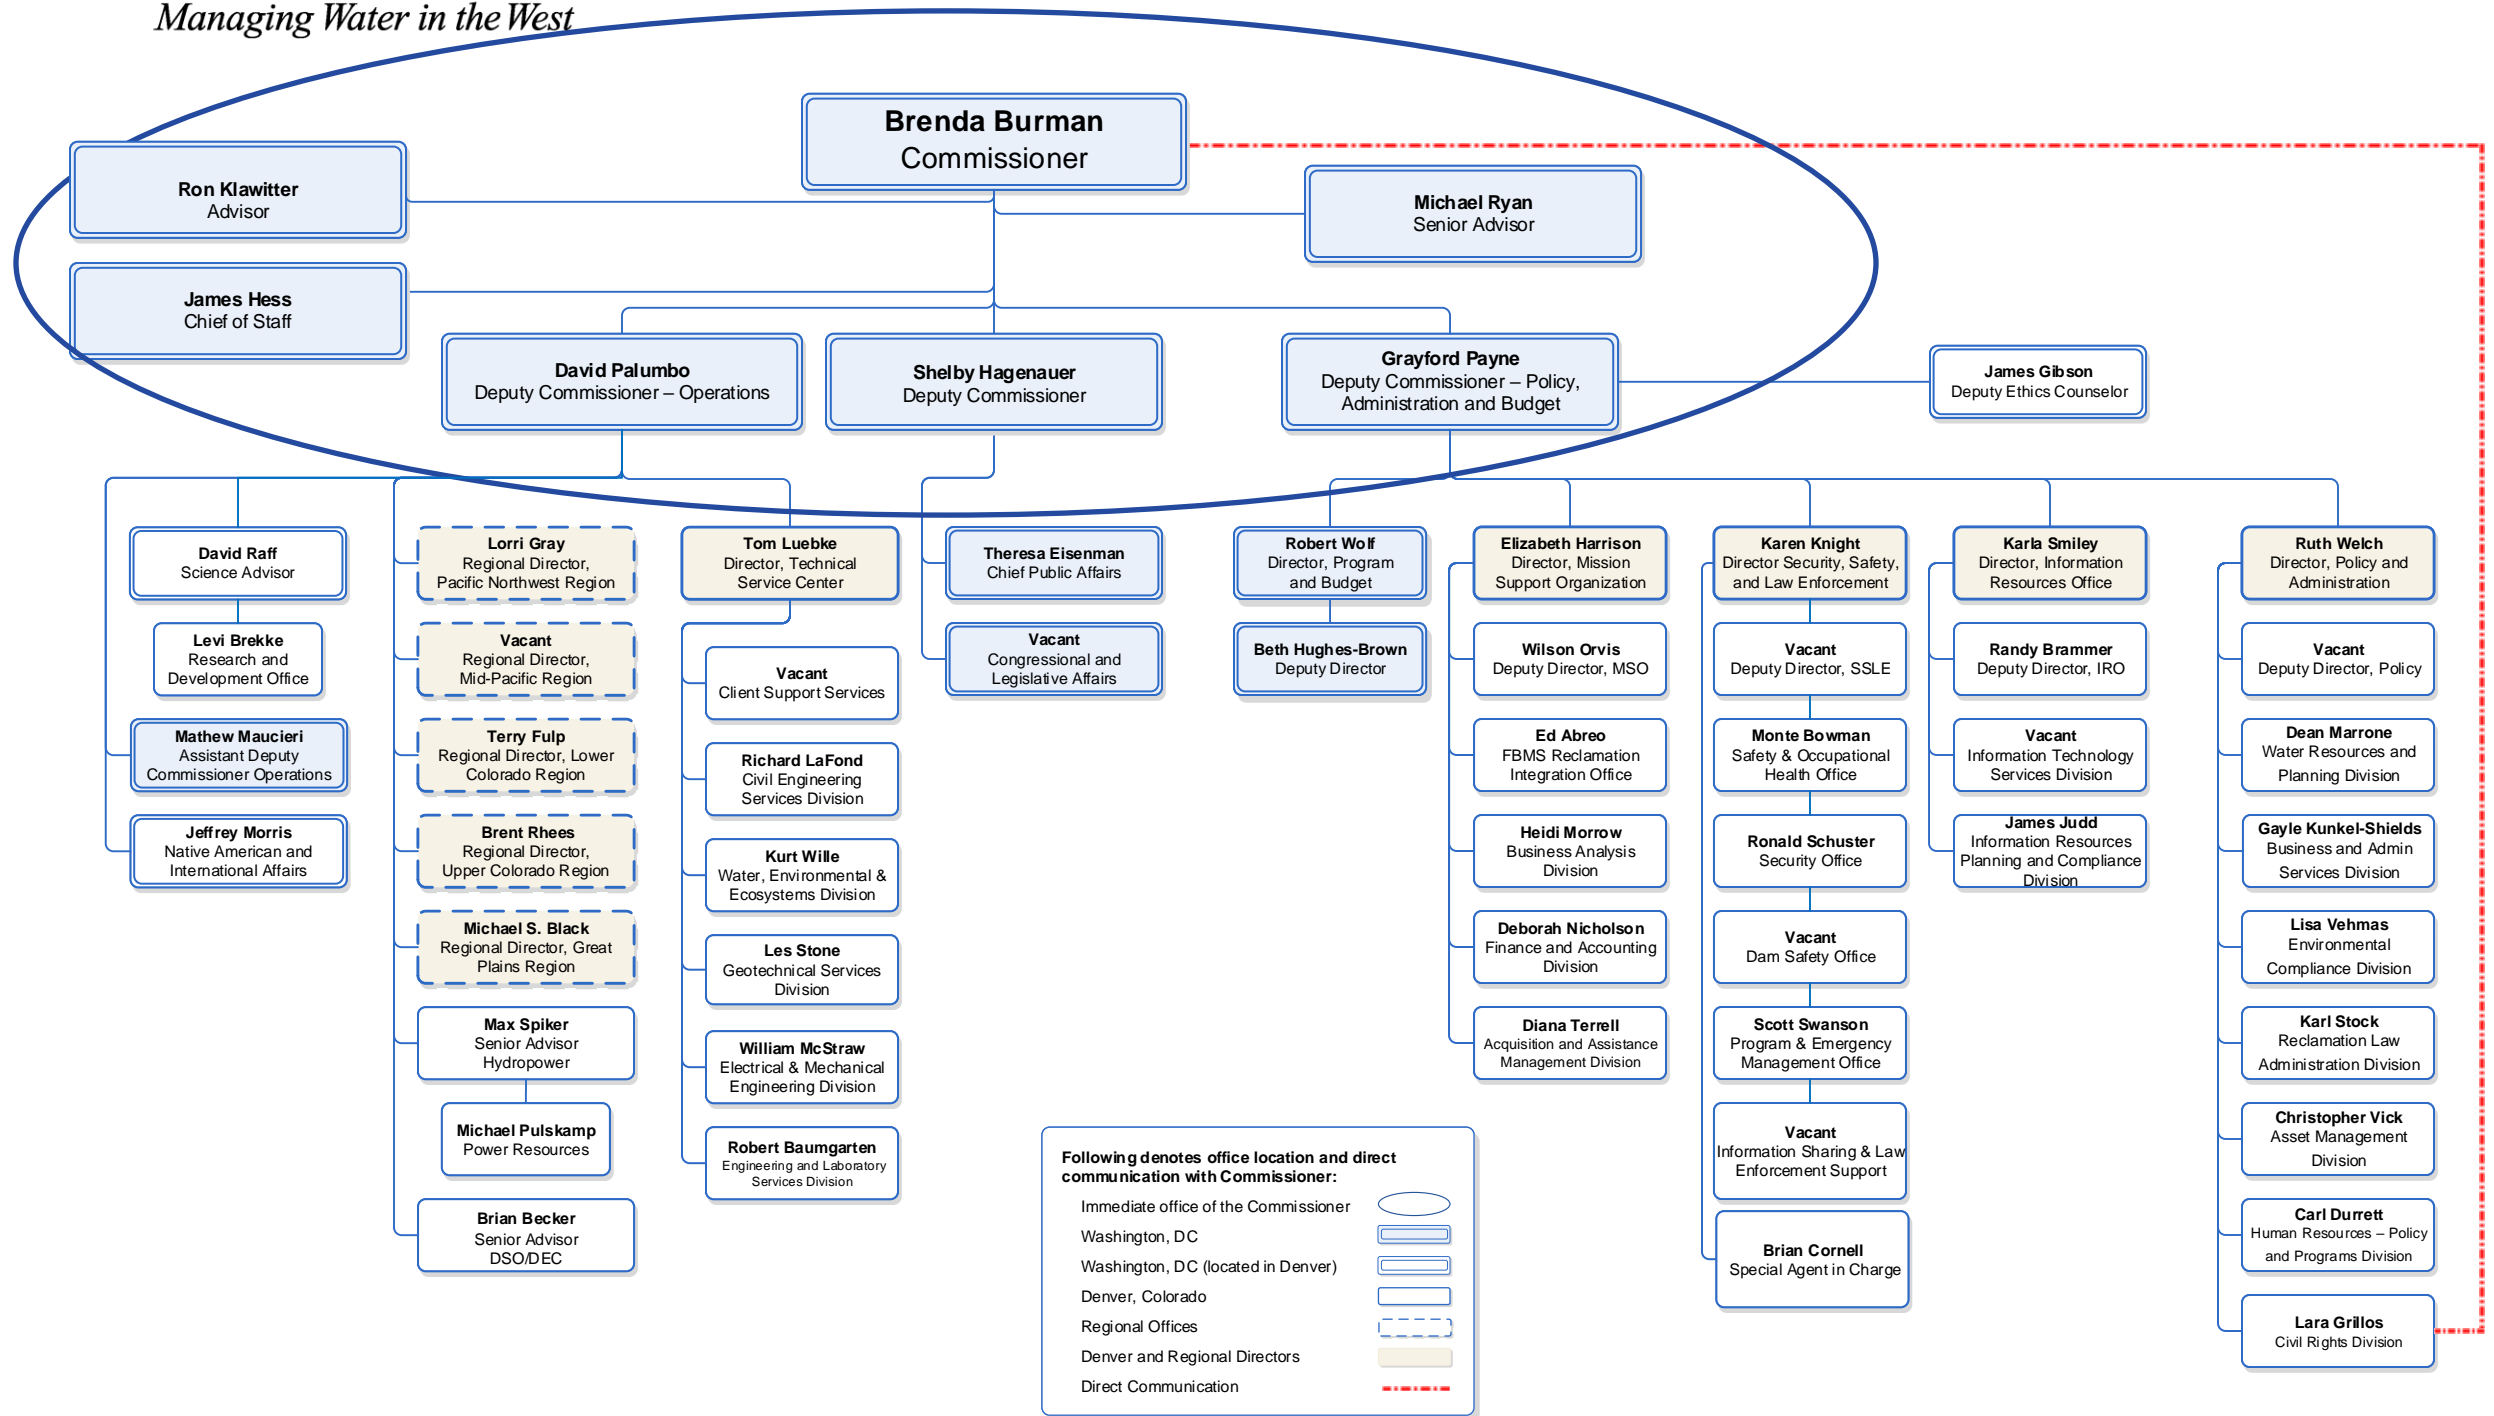 Managing Water in the West
Brenda Burman
Commissioner
Ron Klawitter
Advisor
Michael Ryan
Senior Advisor
James Hess
Chief of Staff
David Palumbo
Deputy Commissioner – Operations
Shelby Hagenauer
Deputy Commissioner
Grayford Payne
Deputy Commissioner – Policy,
Administration and Budget
James Gibson
Deputy Ethics Counselor
David Raff
Science Advisor
Levi Brekke
Research and
Development Office
Mathew Maucieri
Assistant Deputy
Commissioner Operations
Jeffrey Morris
Native American and
International Affairs
Lorri Gray
Regional Director,
Pacific Northwest Region
Vacant
Regional Director,
Mid-Pacific Region
Terry Fulp
Regional Director, Lower
Colorado Region
Brent Rhees
Regional Director,
Upper Colorado Region
Michael S. Black
Regional Director, Great
Plains Region
Max Spiker
Senior Advisor
Hydropower
Michael Pulskamp
Power Resources
Brian Becker
Senior Advisor
DSO/DEC
Tom Luebke
Director, Technical
Service Center
Vacant
Client Support Services
Richard LaFond
Civil Engineering
Services Division
Kurt Wille
Water, Environmental &
Ecosystems Division
Les Stone
Geotechnical Services
Division
William McStraw
Electrical & Mechanical
Engineering Division
Robert Baumgarten
Engineering and Laboratory
Services Division
Theresa Eisenman
Chief Public Affairs
Vacant
Congressional and
Legislative Affairs
Robert Wolf
Director, Program
and Budget
Beth Hughes-Brown
Deputy Director
Elizabeth Harrison
Director, Mission
Support Organization
Wilson Orvis
Deputy Director, MSO
Ed Abreo
FBMS Reclamation
Integration Office
Heidi Morrow
Business Analysis
Division
Deborah Nicholson
Finance and Accounting
Division
Diana Terrell
Acquisition and Assistance
Management Division
Karen Knight
Director Security, Safety,
and Law Enforcement
Vacant
Deputy Director, SSLE
Monte Bowman
Safety & Occupational
Health Office
Ronald Schuster
Security Office
Vacant
Dam Safety Office
Scott Swanson
Program & Emergency
Management Office
Vacant
Information Sharing & Law
Enforcement Support
Brian Cornell
Special Agent in Charge
Karla Smiley
Director, Information
Resources Office
Randy Brammer
Deputy Director, IRO
Vacant
Information Technology
Services Division
James Judd
Information Resources
Planning and Compliance
Division
Ruth Welch
Director, Policy and
Administration
Vacant
Deputy Director, Policy
Dean Marrone
Water Resources and
Planning Division
Gayle Kunkel-Shields
Business and Admin
Services Division
Lisa Vehmas
Environmental
Compliance Division
Karl Stock
Reclamation Law
Administration Division
Christopher Vick
Asset Management
Division
Carl Durrett
Human Resources – Policy
and Programs Division
Lara Grillos
Civil Rights Division
Following denotes office location and direct
communication with Commissioner:
Immediate office of the Commissioner
Washington, DC
Washington, DC (located in Denver)
Denver, Colorado
Regional Offices
Denver and Regional Directors
Direct Communication